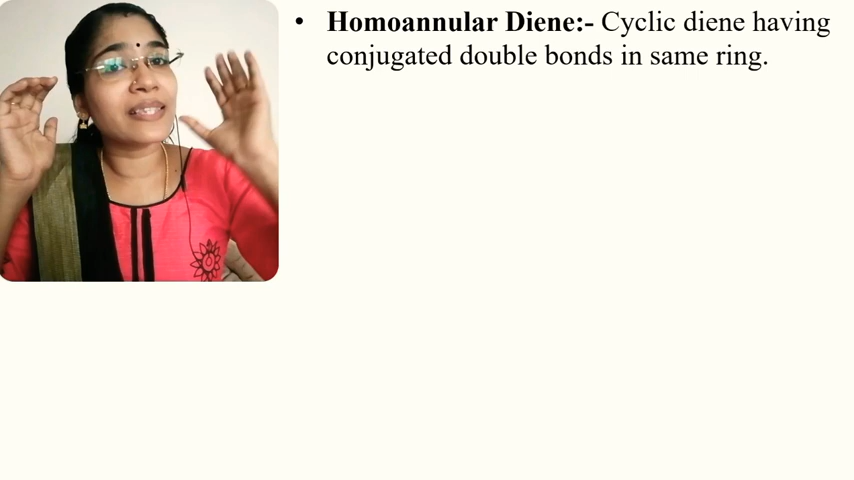 • Homoannular Diene:- Cyclic diene having
conjugated double bonds in same ring.